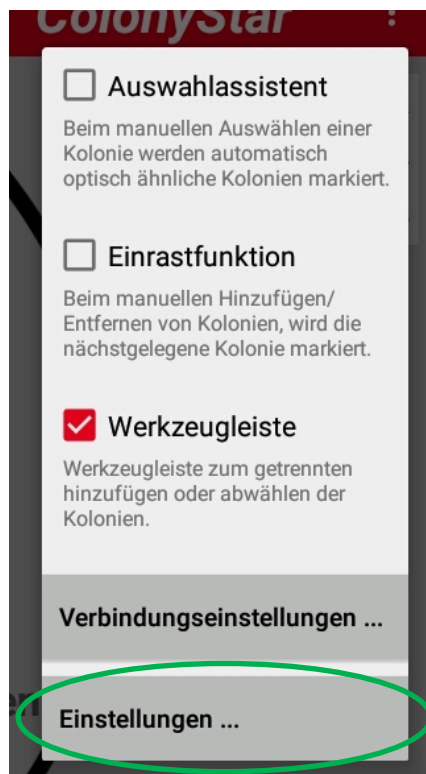 ColonyStar
Auswahlassistent
Beim manuellen Auswählen einer
Kolonie werden automatisch
optisch ähnliche Kolonien markiert.
Einrastfunktion
Beim manuellen Hinzufügen/
Entfernen von Kolonien, wird die
nächstgelegene Kolonie markiert.
Werkzeugleiste
Werkzeugleiste zum getrennten
hinzufügen oder abwählen der
Kolonien.
Verbindungseinstellungen ...
Einstellungen ...